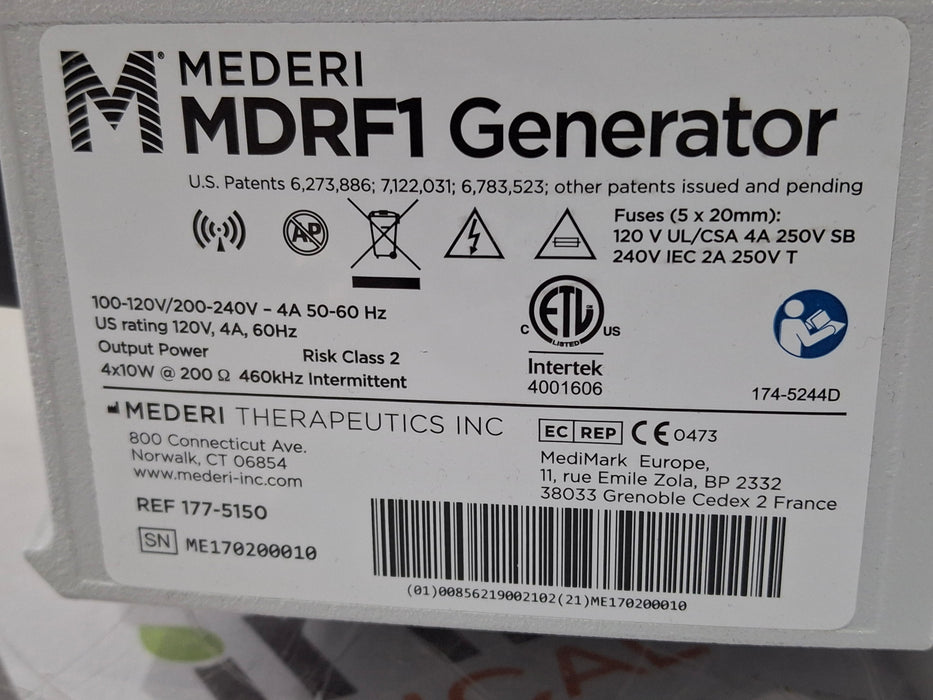 M®
MEDERI
MDRF1 Generator
U.S. Patents 6,273,886; 7,122,031; 6,783,523; other patents issued and pending
AP
Fuses (5 x 20mm):
120 V UL/CSA 4A 250V SB
240V IEC 2A 250V T
100-120V/200-240V – 4A 50-60 Hz
US rating 120V, 4A, 60Hz
Output Power
Risk Class 2
4x10W @ 200 Ω 460kHz Intermittent
ETL
LISTED
C US
Intertek
4001606
174-5244D
MEDERI THERAPEUTICS INC
800 Connecticut Ave.
Norwalk, CT 06854
www.mederi-inc.com
EC REP CE 0473
MediMark Europe,
11, rue Emile Zola, BP 2332
38033 Grenoble Cedex 2 France
REF 177-5150
SN ME170200010
(01)00856219002102(21)ME170200010